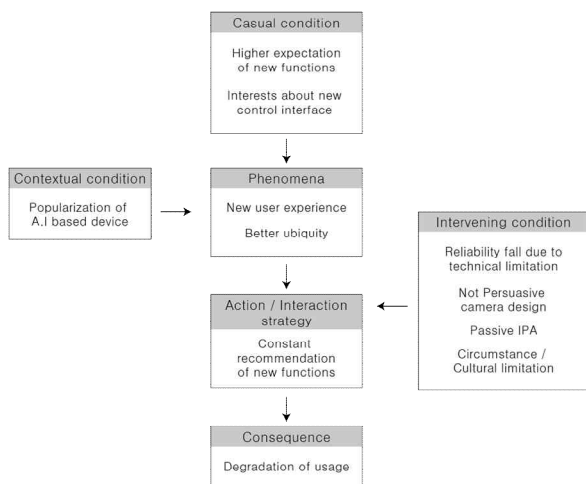 Casual condition
Higher expectation
of new functions
Interests about new
control interface
Contextual condition
Popularization of
A.I based device
Phenomena
New user experience
Better ubiquity
Intervening condition
Reliability fall due to
technical limitation
Not Persuasive
camera design
Passive IPA
Circumstance /
Cultural limitation
Action / Interaction
strategy
Constant
recommendation
of new functions
Consequence
Degradation of usage